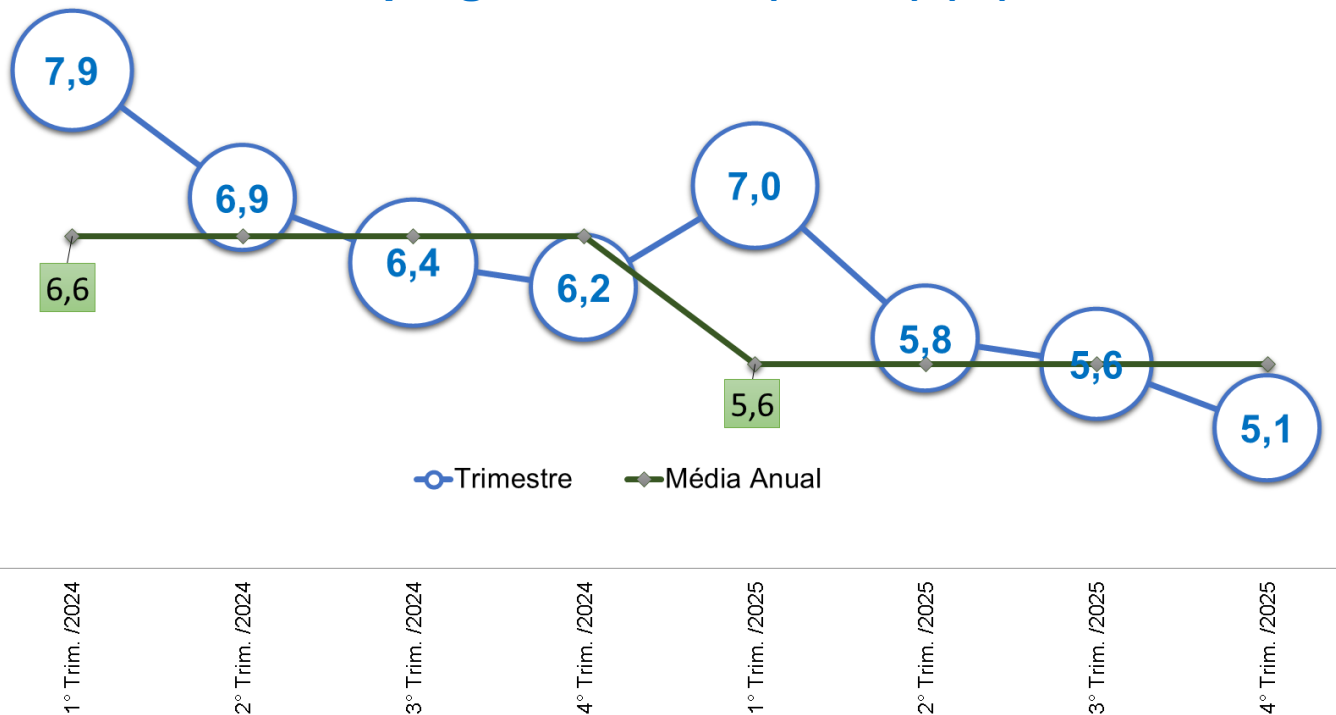 7,9
6,9
6,4
6,2
7,0
5,8
5,6
5,1
6,6
5,6
Trimestre
Média Anual
1° Trim. /2024
2° Trim. /2024
3° Trim. /2024
4° Trim. /2024
1° Trim. /2025
2° Trim. /2025
3° Trim. /2025
4° Trim. /2025